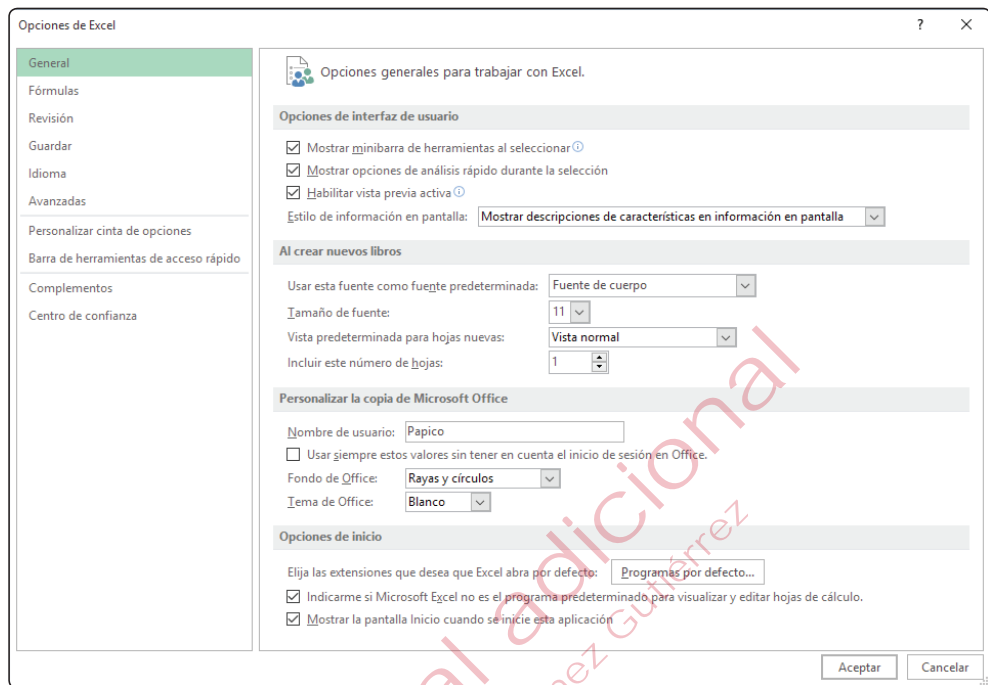 Opciones de Excel
?
General
Fórmulas
Revisión
Guardar
Idioma
Avanzadas
Personalizar cinta de opciones
Barra de herramientas de acceso rápido
Complementos
Centro de confianza
Opciones generales para trabajar con Excel.
Opciones de interfaz de usuario
Mostrar minibarra de herramientas al seleccionar
Mostrar opciones de análisis rápido durante la selección
Habilitar vista previa activa
Estilo de información en pantalla: Mostrar descripciones de características en información en pantalla
Al crear nuevos libros
Usar esta fuente como fuente predeterminada: Fuente de cuerpo
Tamaño de fuente: 11
Vista predeterminada para hojas nuevas: Vista normal
Incluir este número de hojas: 1
Personalizar la copia de Microsoft Office
Nombre de usuario: Papico
Usar siempre estos valores sin tener en cuenta el inicio de sesión en Office.
Fondo de Office: Rayas y círculos
Tema de Office: Blanco
Opciones de inicio
Elija las extensiones que desea que Excel abra por defecto: Programas por defecto...
Indicarme si Microsoft Excel no es el programa predeterminado para visualizar y editar hojas de cálculo.
Mostrar la pantalla Inicio cuando se inicie esta aplicación
Aceptar Cancelar
adicional
Gutiérrez